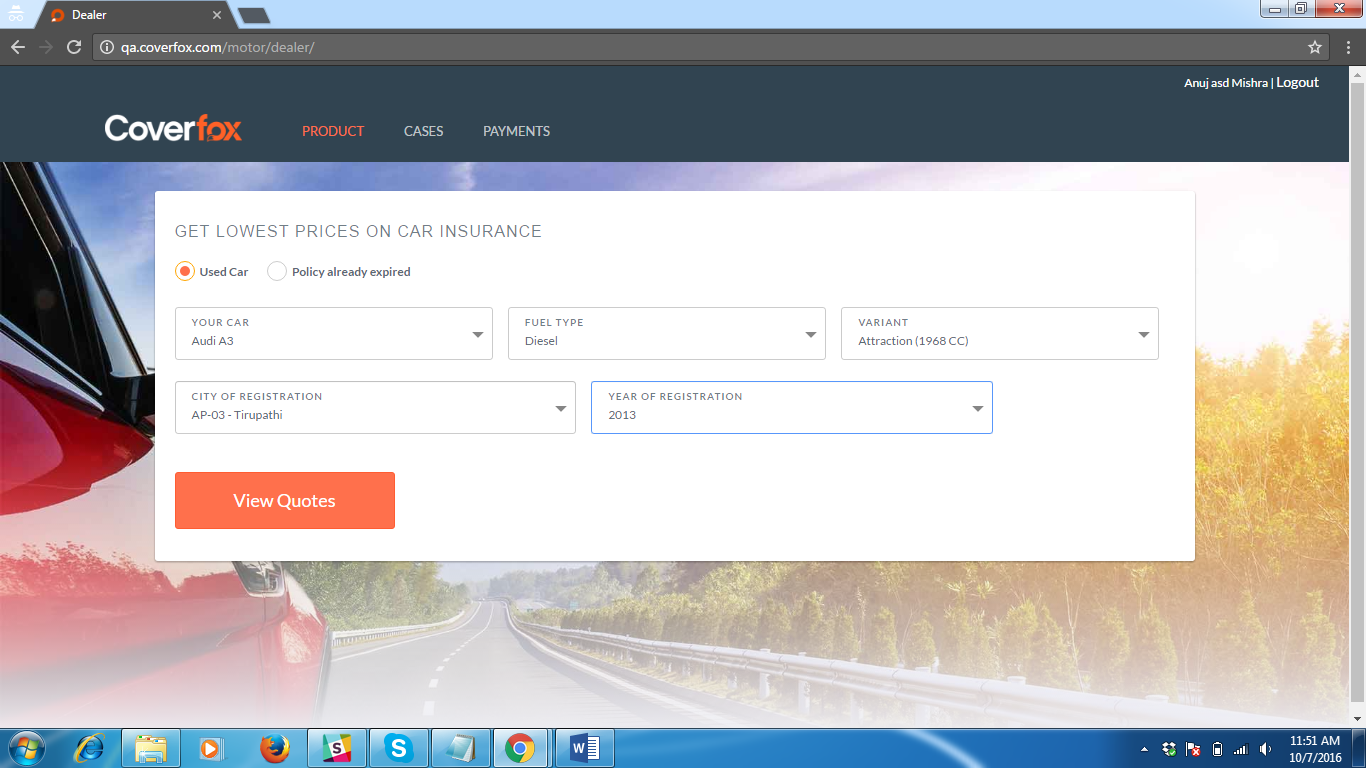 Dealer
qa.coverfox.com/motor/dealer/
Anuj asd Mishra | Logout
Coverfox PRODUCT CASES PAYMENTS
GET LOWEST PRICES ON CAR INSURANCE
Used Car Policy already expired
YOUR CAR FUEL TYPE VARIANT
Audi A3 Diesel Attraction (1968 CC)
CITY OF REGISTRATION YEAR OF REGISTRATION
AP-03 - Tirupathi 2013
View Quotes
11:51 AM
10/7/2016